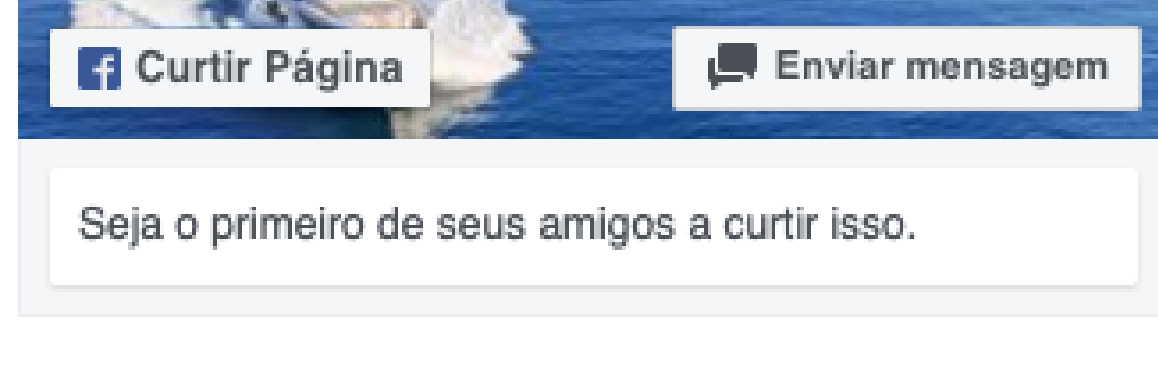 Curtir Página
Enviar mensagem
Seja o primeiro de seus amigos a curtir isso.